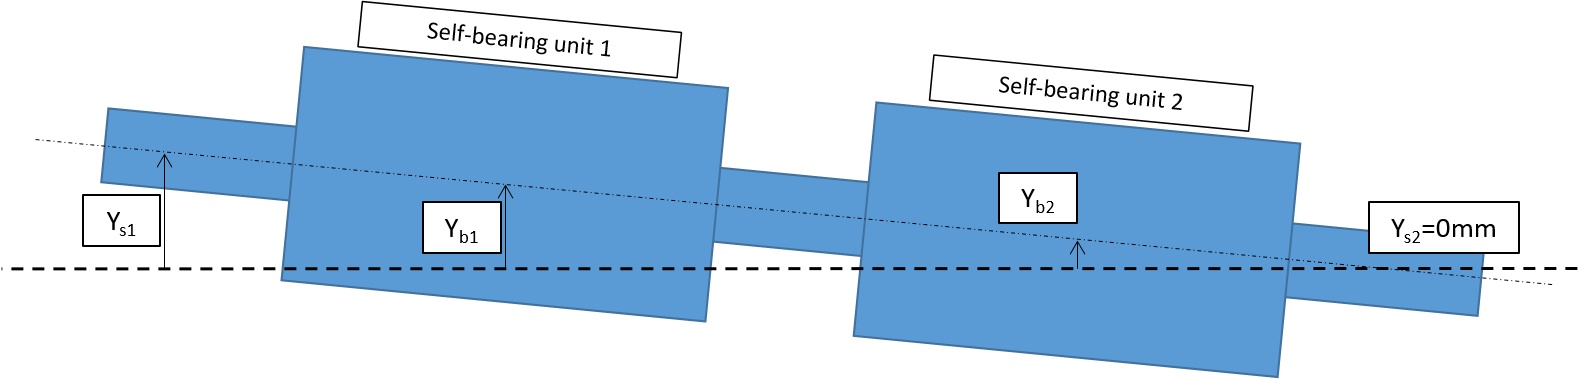 Self-bearing unit 1
Self-bearing unit 2
Ys1
Yb1
Yb2
Ys2=0mm